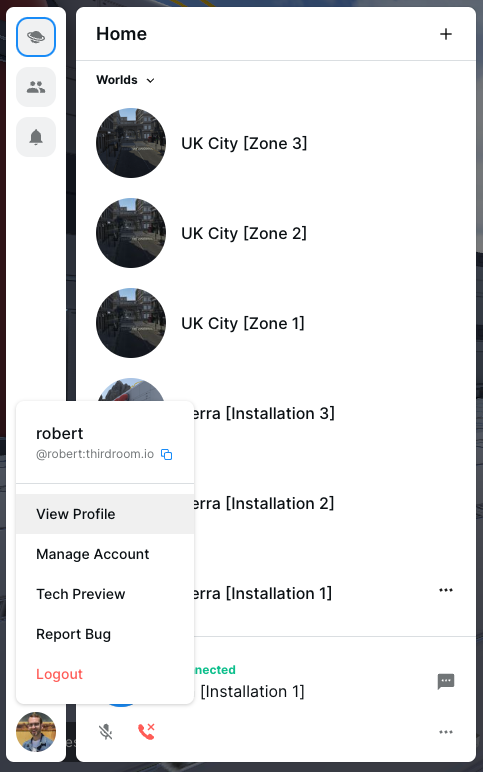 Home
Worlds
UK City [Zone 3]
UK City [Zone 2]
UK City [Zone 1]
erra [Installation 3]
erra [Installation 2]
erra [Installation 1]
robert
@robert:thirdroom.io
View Profile
Manage Account
Tech Preview
Report Bug
Logout
nected
[Installation 1]